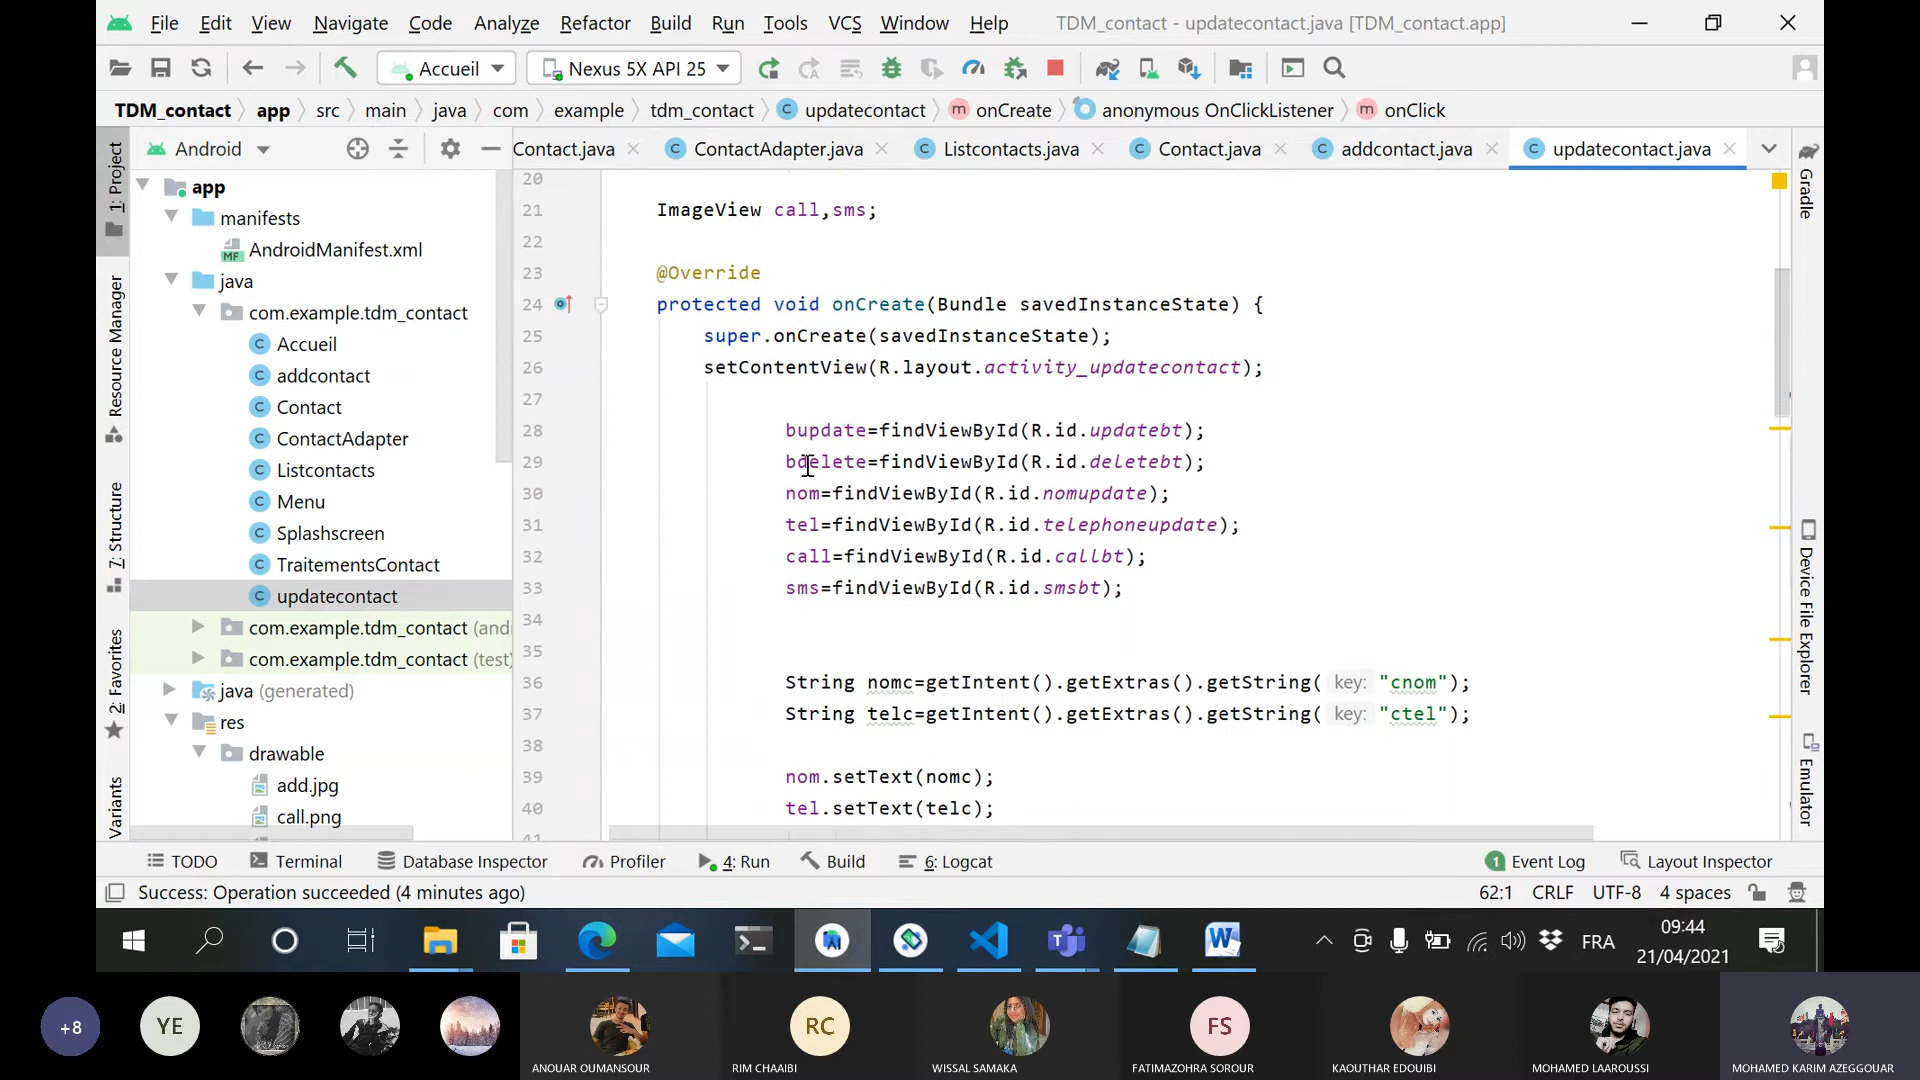 File Edit View Navigate Code Analyze Refactor Build Run Tools VCS Window Help TDM_contact - updatecontact.java [TDM_contact.app]
Accueil Nexus 5X API 25
TDM_contact app src main java com example tdm_contact updatecontact onCreate anonymous OnClickListener onClick
Android Contact.java ContactAdapter.java Listcontacts.java Contact.java addcontact.java updatecontact.java
1: Project
Resource Manager
7: Structure
2: Favorites
Variants
app
manifests
AndroidManifest.xml
java
com.example.tdm_contact
Accueil
addcontact
Contact
ContactAdapter
Listcontacts
Menu
Splashscreen
TraitementsContact
updatecontact
com.example.tdm_contact (and
com.example.tdm_contact (test)
java (generated)
res
drawable
add.jpg
call.png
20
21 ImageView call,sms;
22
23 @Override
24 protected void onCreate(Bundle savedInstanceState) {
25 super.onCreate(savedInstanceState);
26 setContentView(R.layout.activity_updatecontact);
27
28 bupdate=findViewById(R.id.updatebt);
29 bdelete=findViewById(R.id.deletebt);
30 nom=findViewById(R.id.nomupdate);
31 tel=findViewById(R.id.telephoneupdate);
32 call=findViewById(R.id.callbt);
33 sms=findViewById(R.id.smsbt);
34
35
36 String nomc=getIntent().getExtras().getString( key: "cnom");
37 String telc=getIntent().getExtras().getString( key: "ctel");
38
39 nom.setText(nomc);
40 tel.setText(telc);
41
Gradle
Device File Explorer
Emulator
TODO Terminal Database Inspector Profiler 4: Run Build 6: Logcat 1 Event Log Layout Inspector
Success: Operation succeeded (4 minutes ago) 62:1 CRLF UTF-8 4 spaces
FRA 09:44
21/04/2021
+8 YE RC FS
ANOUAR OUMANSOUR RIM CHAAIBI WISSAL SAMAKA FATIMAZOHRA SOROUR KAOUTHAR EDOUIBI MOHAMED LAAROUSSI MOHAMED KARIM AZEGGOUAR